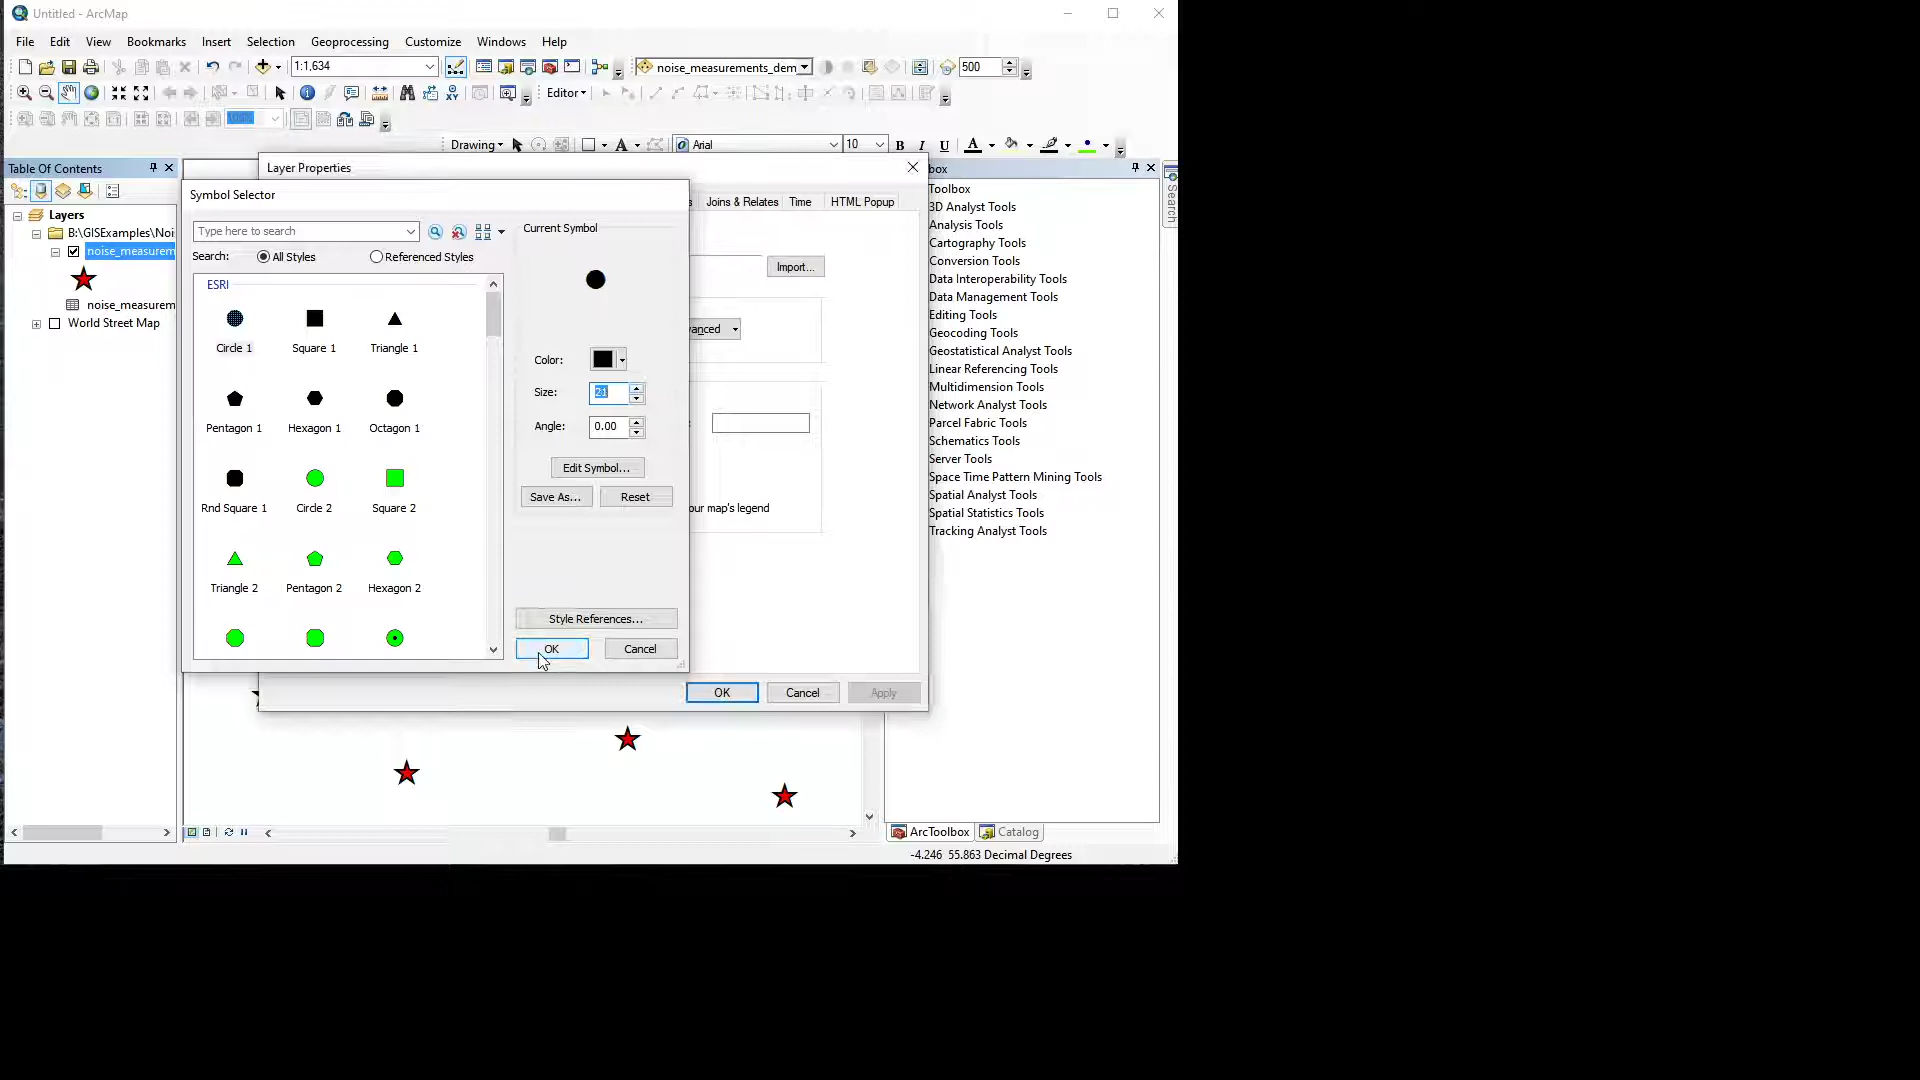 Untitled - ArcMap
File Edit View Bookmarks Insert Selection Geoprocessing Customize Windows Help
1:1,634 noise_measurements_dem 500
Editor
Drawing A Arial 10 B I U A
Table Of Contents
Layers
B:\GISExamples\Noi
noise_measurem
noise_measurem
World Street Map
Layer Properties
Joins & Relates Time HTML Popup
Import...
our map's legend
OK Cancel Apply
Symbol Selector
Type here to search
Search: All Styles Referenced Styles
ESRI
Circle 1 Square 1 Triangle 1
Pentagon 1 Hexagon 1 Octagon 1
Rnd Square 1 Circle 2 Square 2
Triangle 2 Pentagon 2 Hexagon 2
Current Symbol
Color:
Size: 21
Angle: 0.00
Edit Symbol...
Save As... Reset
Style References...
OK Cancel
box
Toolbox
3D Analyst Tools
Analysis Tools
Cartography Tools
Conversion Tools
Data Interoperability Tools
Data Management Tools
Editing Tools
Geocoding Tools
Geostatistical Analyst Tools
Linear Referencing Tools
Multidimension Tools
Network Analyst Tools
Parcel Fabric Tools
Schematics Tools
Server Tools
Space Time Pattern Mining Tools
Spatial Analyst Tools
Spatial Statistics Tools
Tracking Analyst Tools
Search
ArcToolbox Catalog
-4.246 55.863 Decimal Degrees